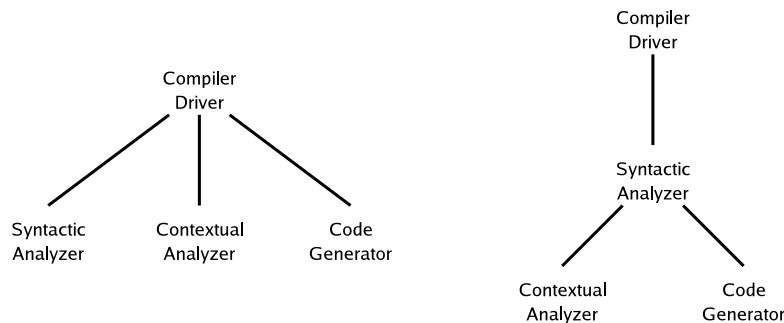 Compiler
Driver
Syntactic
Analyzer
Contextual
Analyzer
Code
Generator
Compiler
Driver
Syntactic
Analyzer
Contextual
Analyzer
Code
Generator